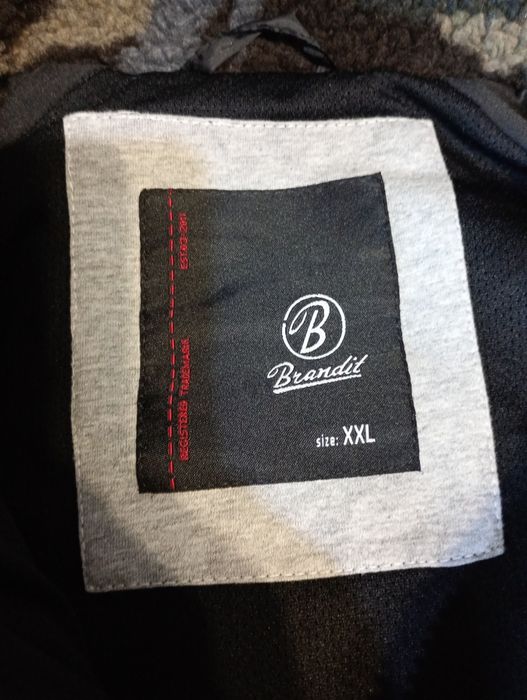 B
Brandit
size: XXL
REGISTERED TRADEMARK